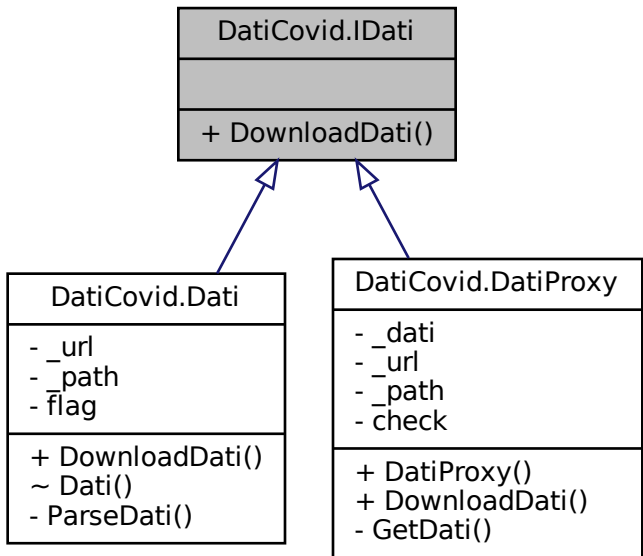 DatiCovid.IDati
+ DownloadDati()
DatiCovid.Dati
- _url
- _path
- flag
+ DownloadDati()
~ Dati()
- ParseDati()
DatiCovid.DatiProxy
- _dati
- _url
- _path
- check
+ DatiProxy()
+ DownloadDati()
- GetDati()